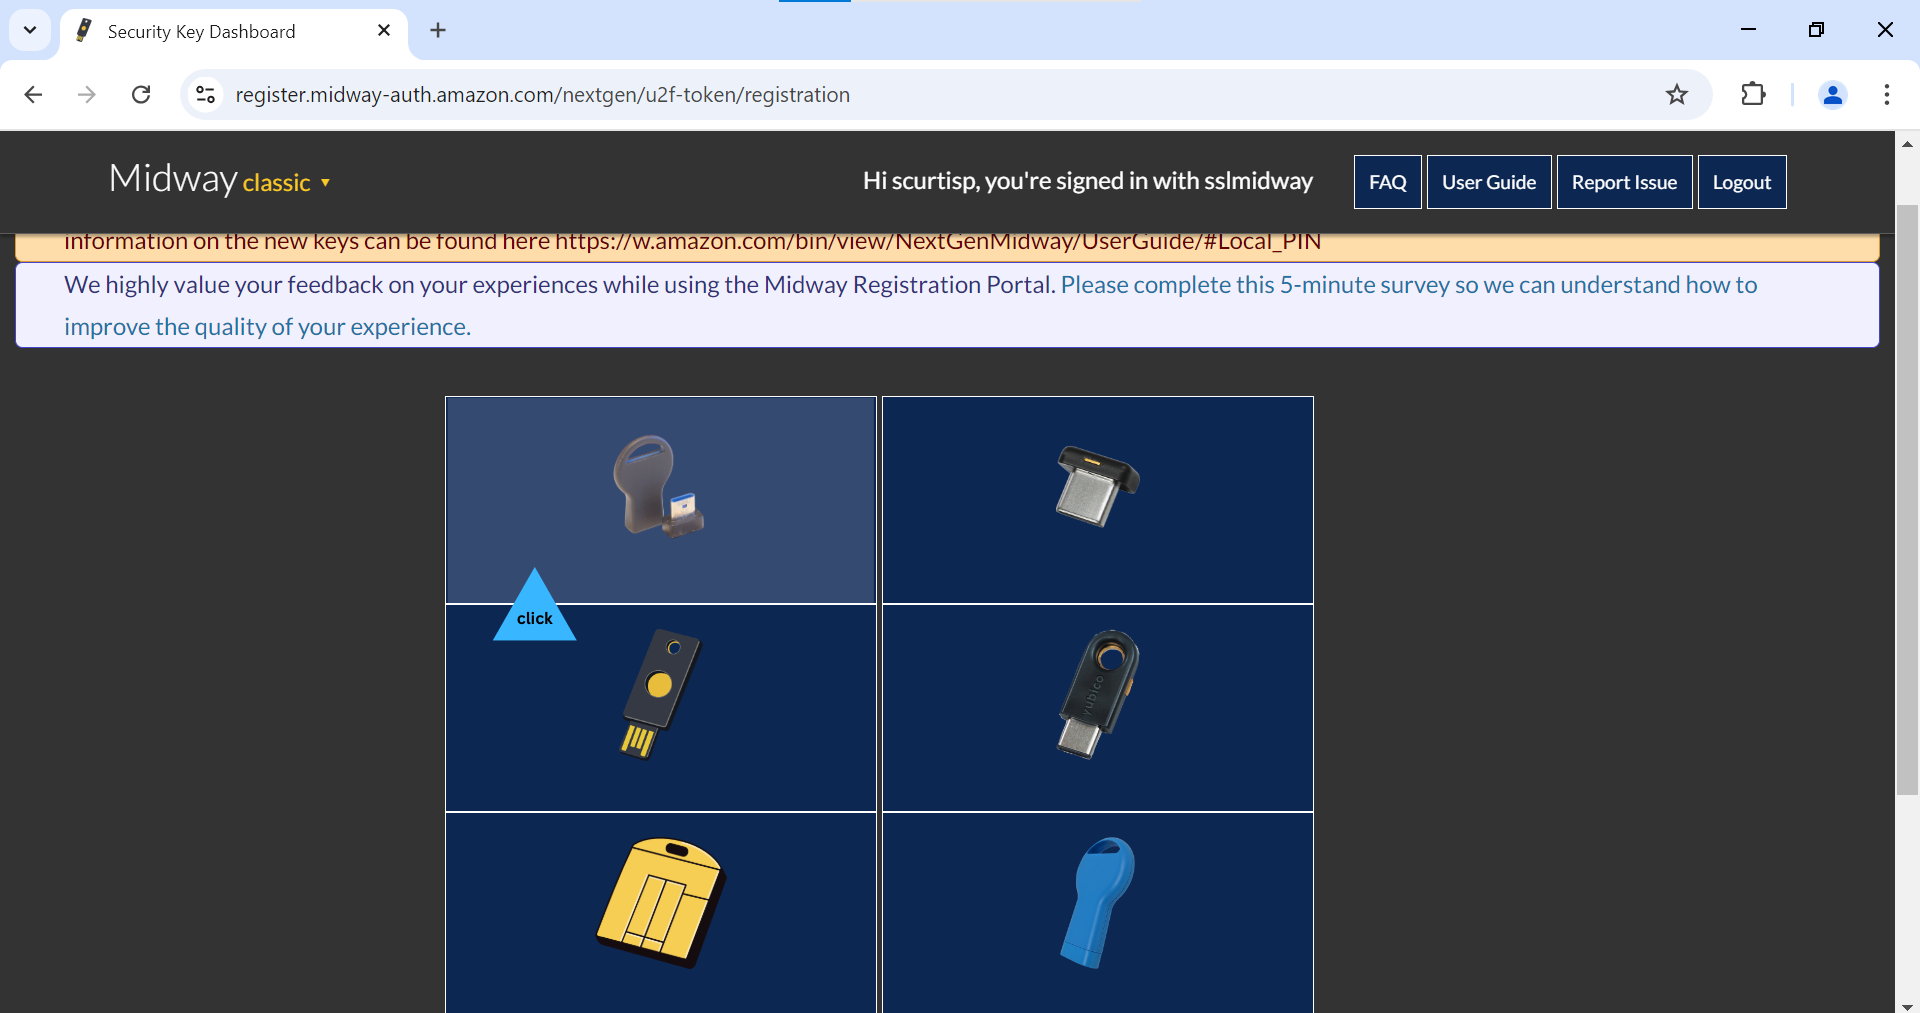 Security Key Dashboard
register.midway-auth.amazon.com/nextgen/u2f-token/registration
Midway classic
Hi scurtisp, you're signed in with sslmidway
FAQ
User Guide
Report Issue
Logout
information on the new keys can be found here https://w.amazon.com/bin/view/NextGenMidway/UserGuide/#Local_PIN
We highly value your feedback on your experiences while using the Midway Registration Portal. Please complete this 5-minute survey so we can understand how to
improve the quality of your experience.
click
yubico